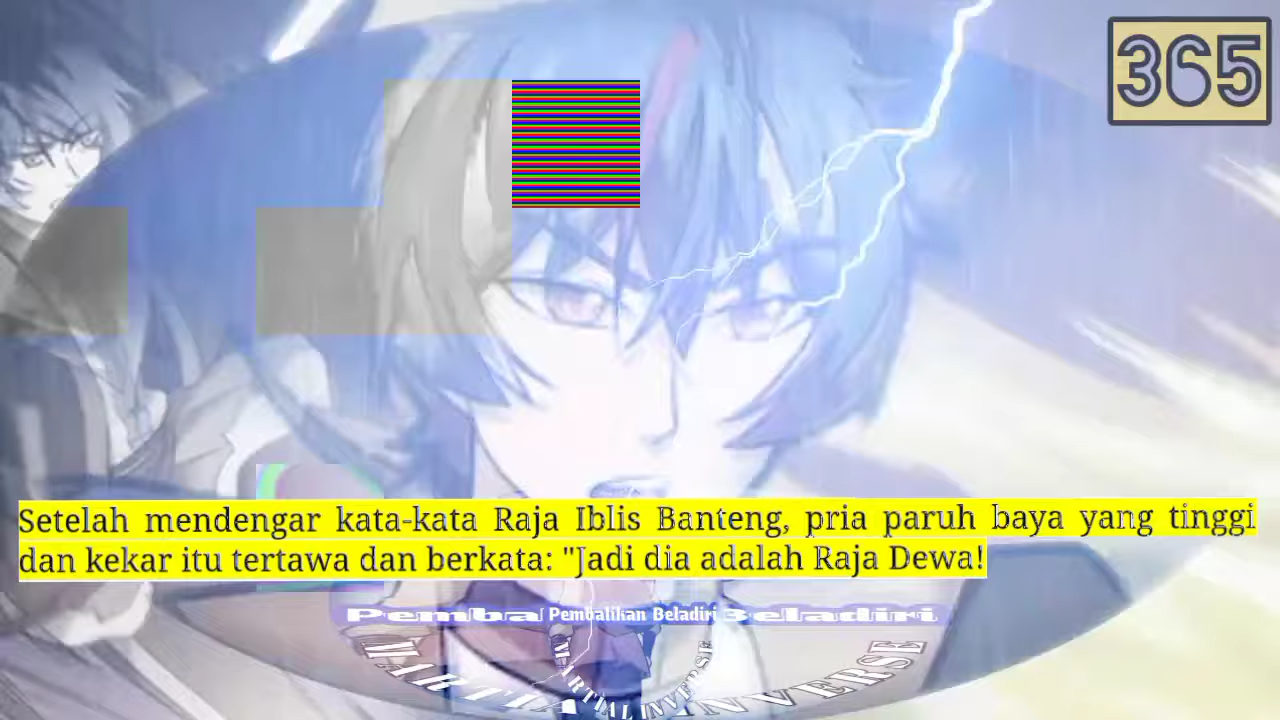 365
Setelah mendengar kata-kata Raja Iblis Banteng, pria paruh baya yang tinggi
dan kekar itu tertawa dan berkata: "Jadi dia adalah Raja Dewa!
Pembalikan Beladiri
MARTIAL INVERSE